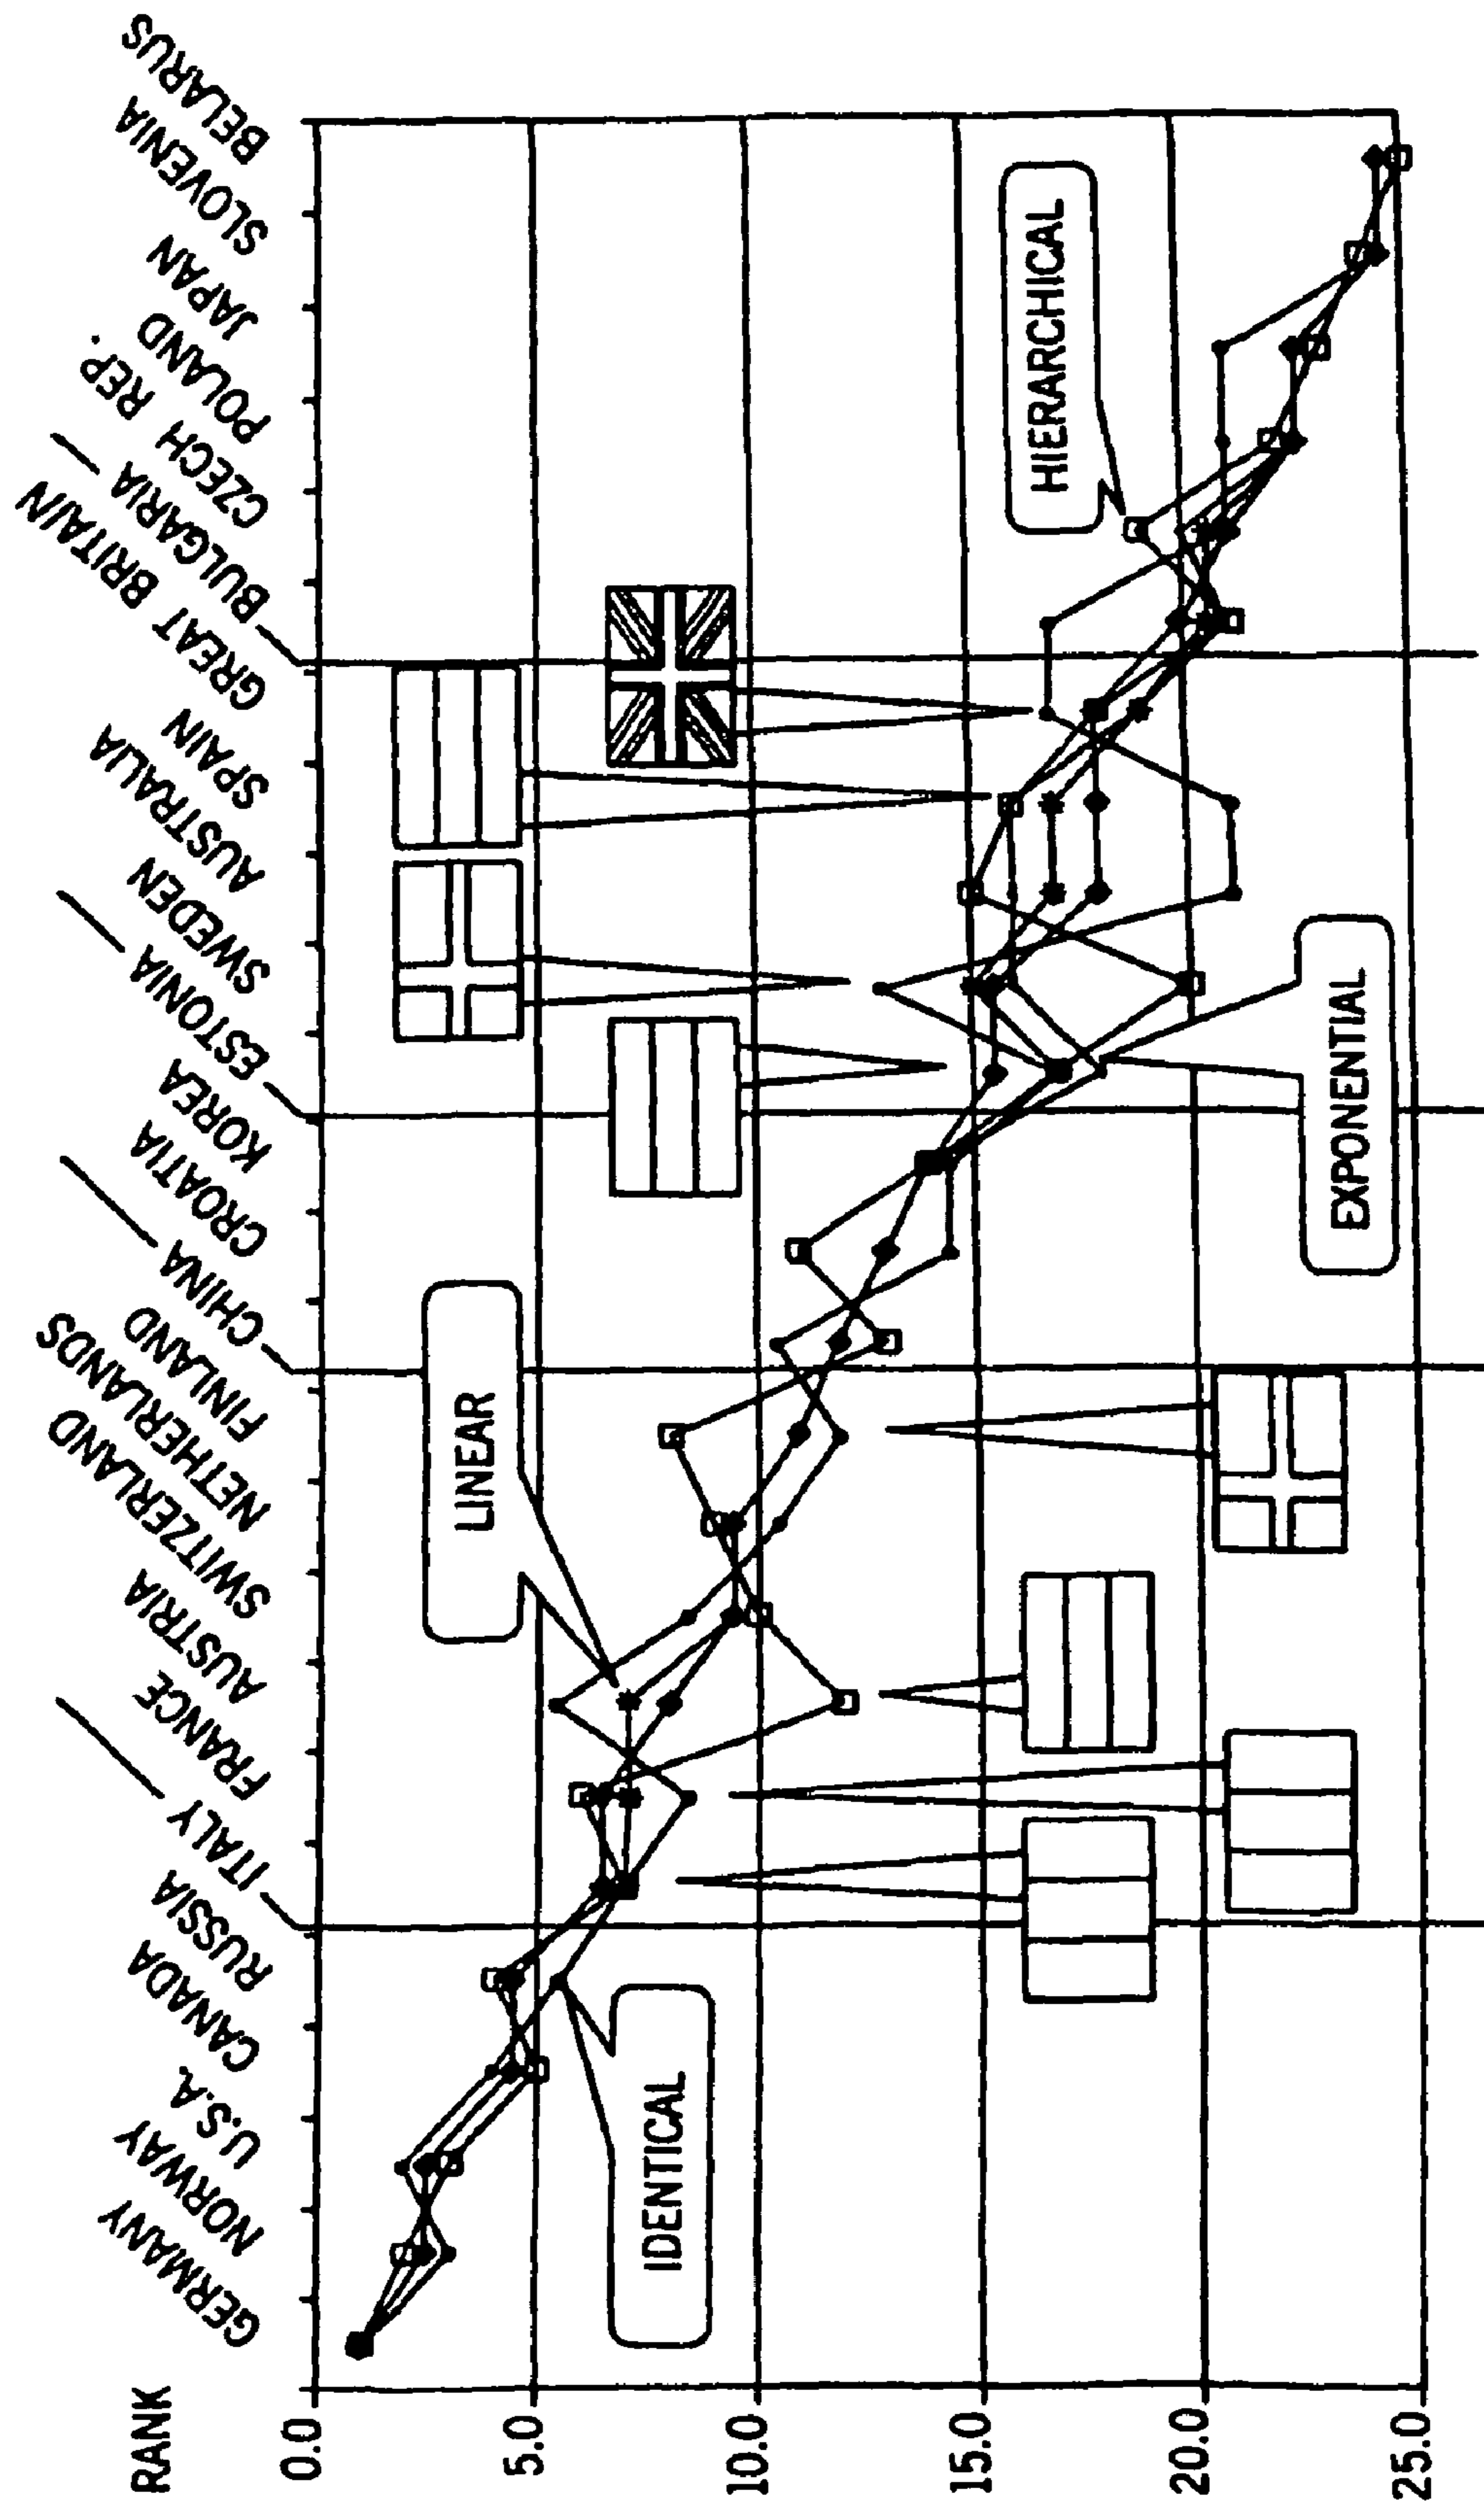 RANK
0.0
5.0
10.0
15.0
20.0
25.0
GERMANY
NORWAY
U.S.A
CANADA
RUSSIA
ITALY
FRANCE
AUSTRIA
SWITZERLAND
NETHERLANDS
FINLAND
CHINA
CROATIA
KOREA
ESTONIA
SWEDEN
AUSTRALIA
SPAIN
GREAT BRITAIN
BULGARIA
CZECH REP.
POLAND
JAPAN
SLOVENIA
BELARUS
IDENTICAL
LINEAR
EXPONENTIAL
HIERARCHICAL